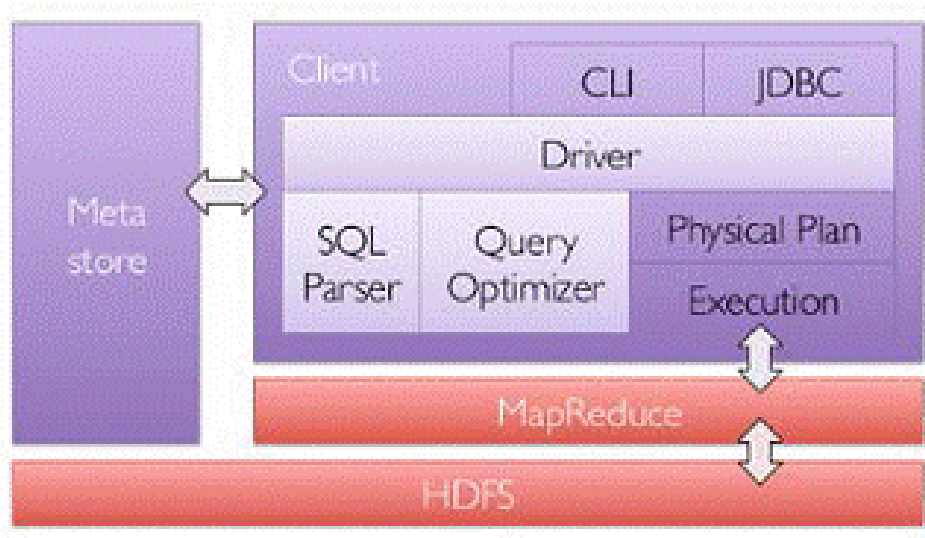 Client
CLI
JDBC
Driver
Meta
store
SQL
Parser
Query
Optimizer
Physical Plan
Execution
MapReduce
HDFS